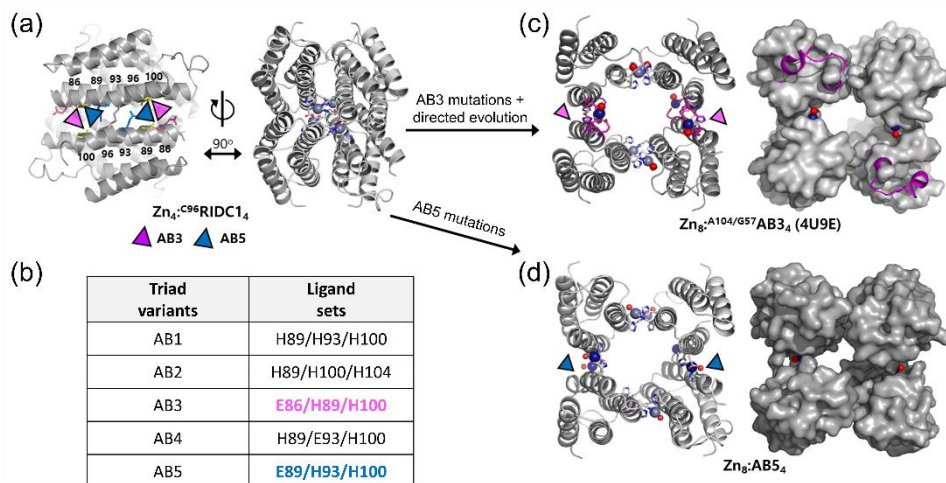 (a)
86 89 93 96 100
100 96 93 89 86
90°
Zn₄:ᶜ⁹⁶RIDC1₄
AB3 AB5
AB3 mutations +
directed evolution
AB5 mutations
(b)
Triad variants Ligand sets
AB1 H89/H93/H100
AB2 H89/H100/H104
AB3 E86/H89/H100
AB4 H89/E93/H100
AB5 E89/H93/H100
(c)
Zn₈:ᴬ¹⁰⁴/ᴳ⁵⁷AB3₄ (4U9E)
(d)
Zn₈:AB5₄